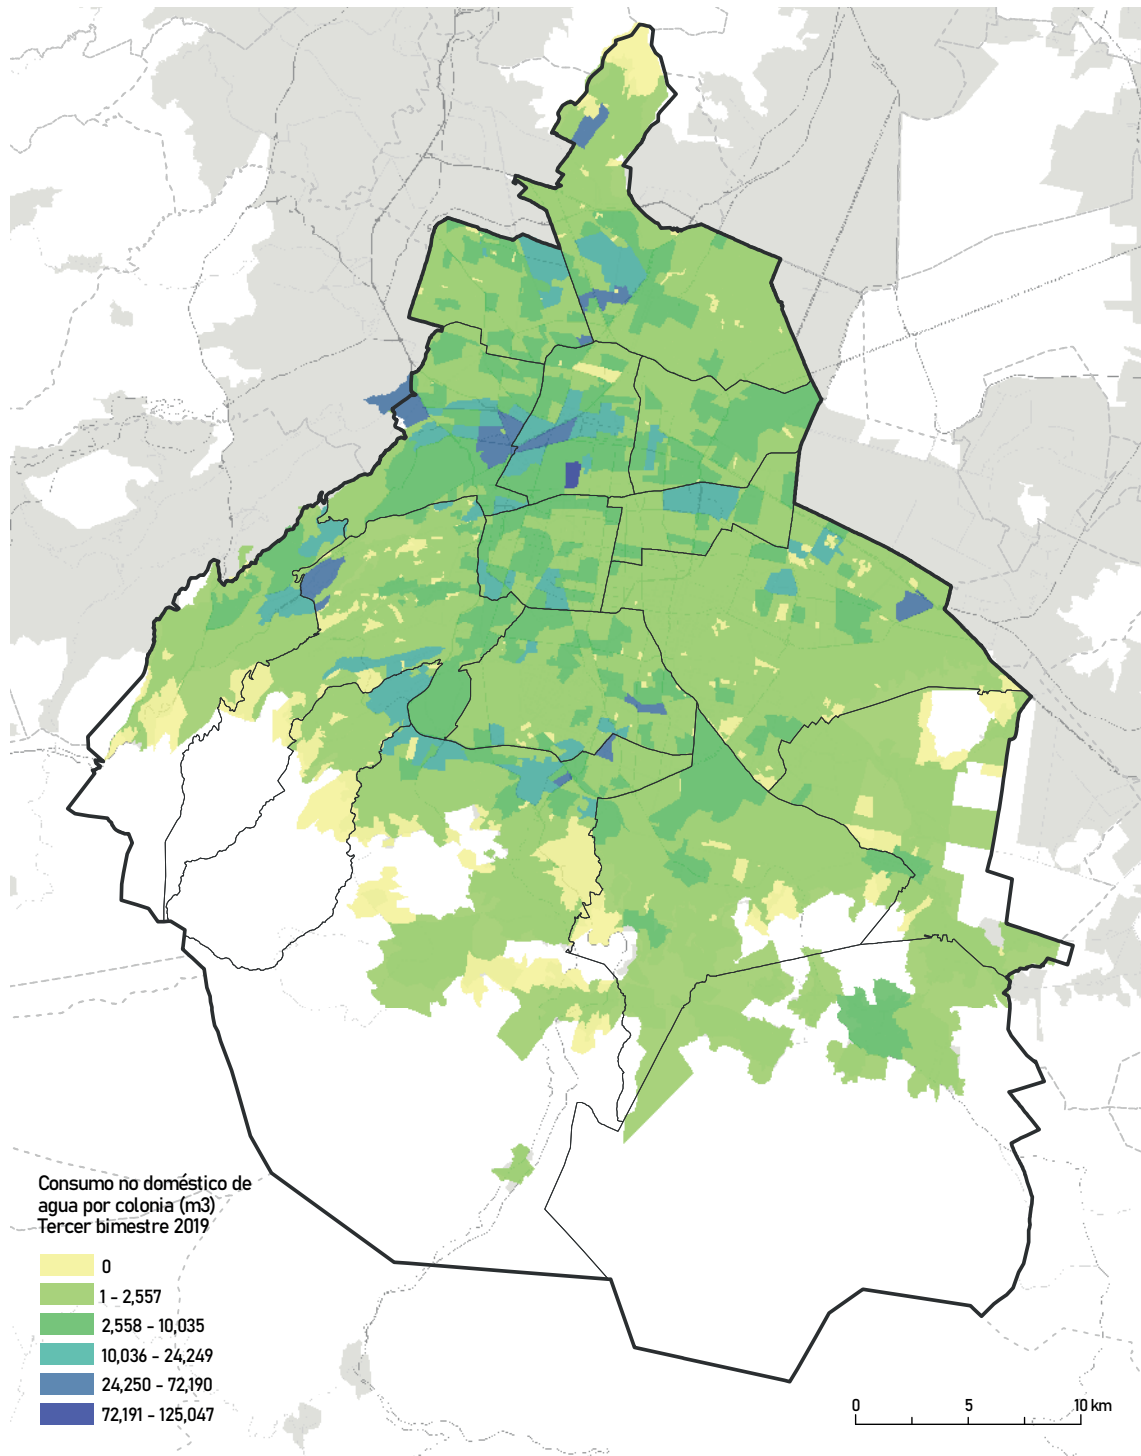 Consumo no doméstico de
agua por colonia (m3)
Tercer bimestre 2019
0
1 - 2,557
2,558 - 10,035
10,036 - 24,249
24,250 - 72,190
72,191 - 125,047
0 5 10 km